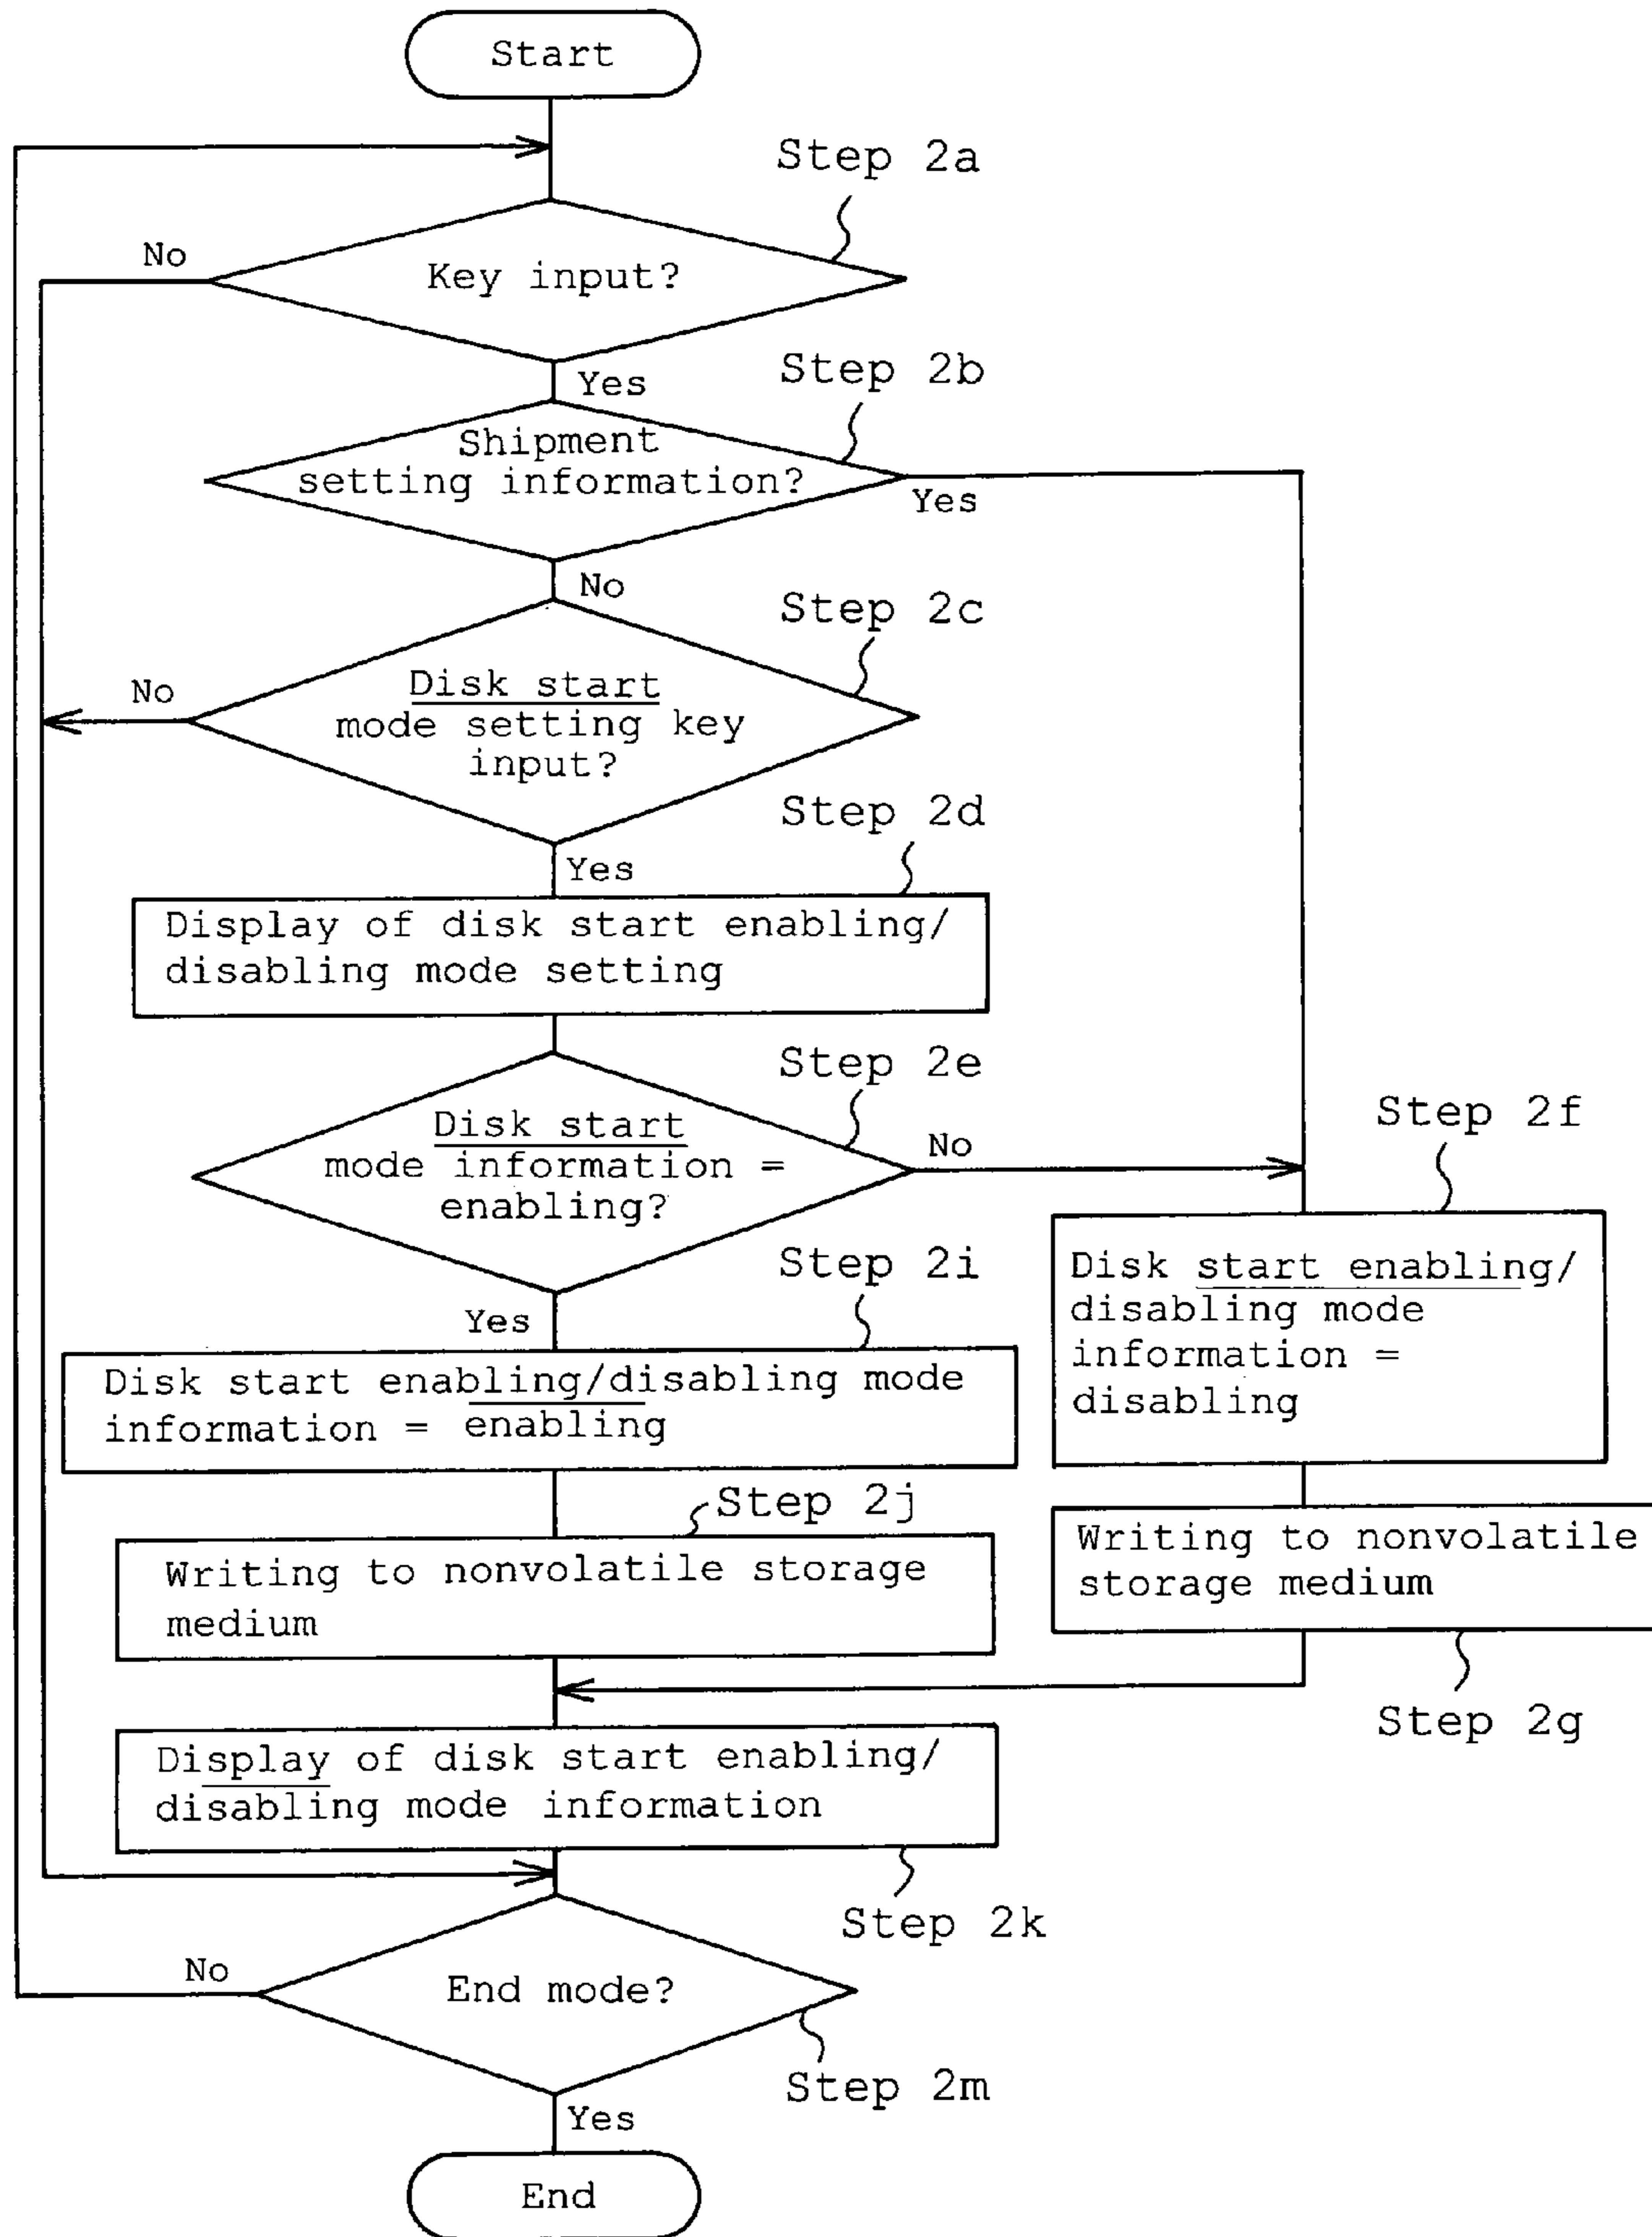 Start
Step 2a
No
Key input?
Yes
Step 2b
Shipment
setting information?
Yes
No
Step 2c
No
Disk start
mode setting key
input?
Step 2d
Yes
Display of disk start enabling/
disabling mode setting
Step 2e
Disk start
mode information =
enabling?
No
Step 2f
Disk start enabling/
disabling mode
information =
disabling
Step 2i
Yes
Disk start enabling/disabling mode
information = enabling
Step 2j
Writing to nonvolatile storage
medium
Writing to nonvolatile
storage medium
Step 2g
Display of disk start enabling/
disabling mode information
Step 2k
No
End mode?
Step 2m
Yes
End